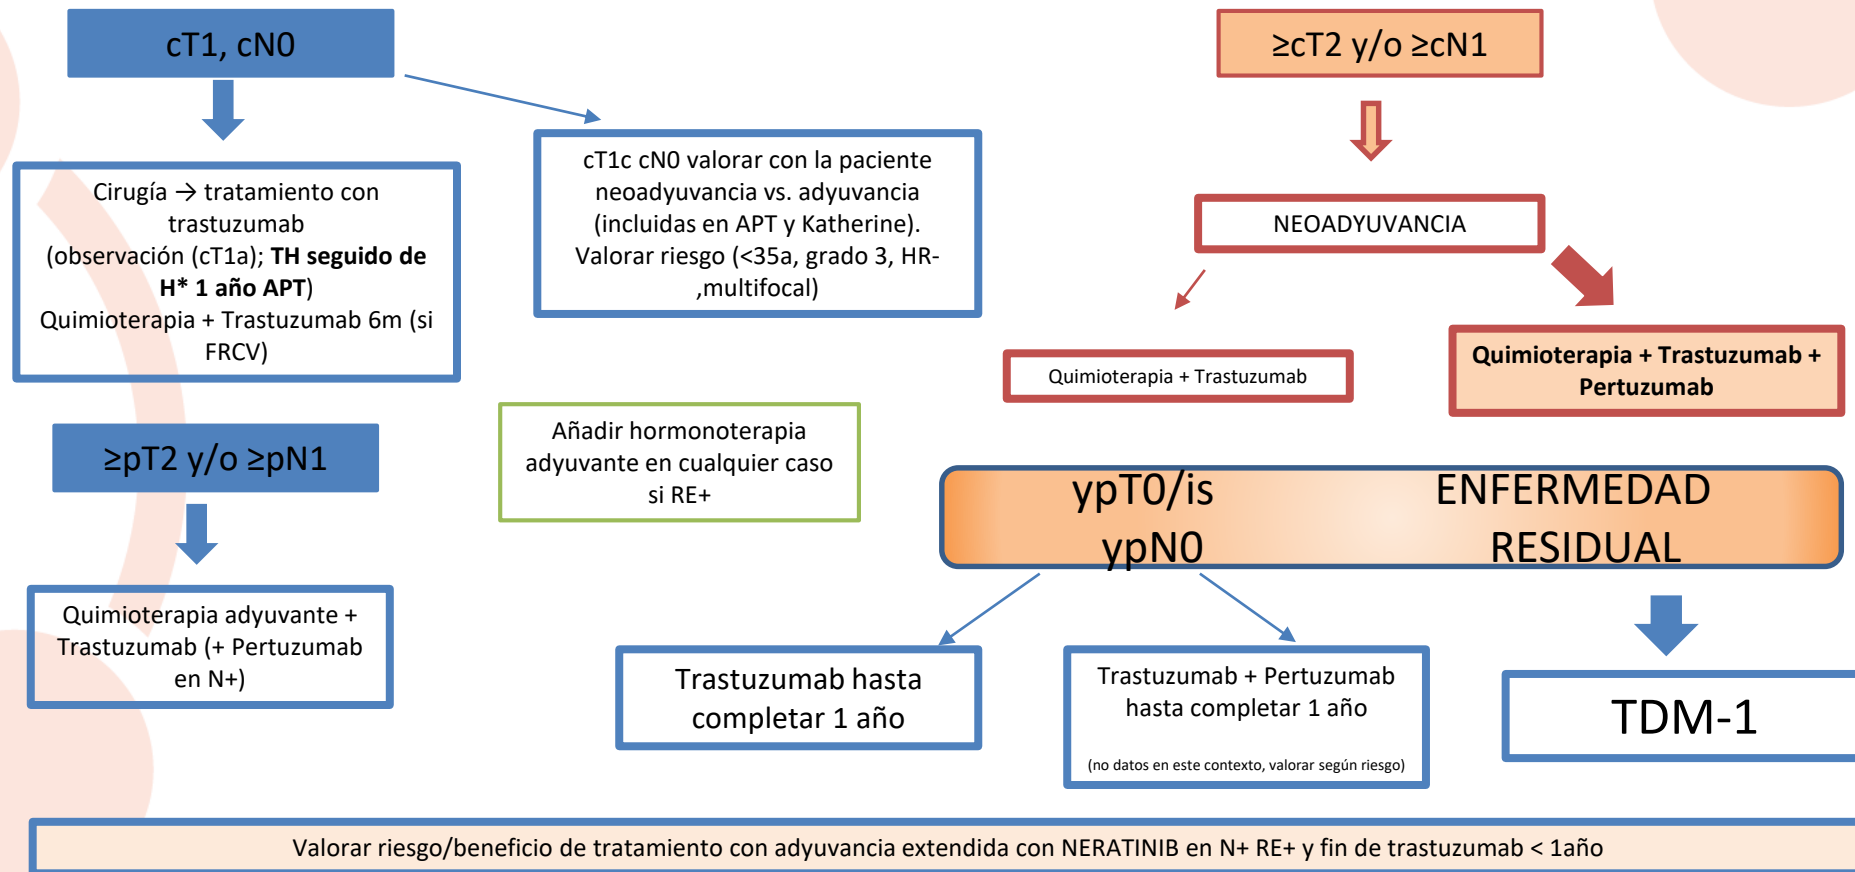 cT1, cN0
Cirugía → tratamiento con
trastuzumab
(observación (cT1a); TH seguido de
H* 1 año APT)
Quimioterapia + Trastuzumab 6m (si
FRCV)
cT1c cN0 valorar con la paciente
neoadyuvancia vs. adyuvancia
(incluidas en APT y Katherine).
Valorar riesgo (<35a, grado 3, HR-
,multifocal)
≥pT2 y/o ≥pN1
Quimioterapia adyuvante +
Trastuzumab (+ Pertuzumab
en N+)
Añadir hormonoterapia
adyuvante en cualquier caso
si RE+
≥cT2 y/o ≥cN1
NEOADYUVANCIA
Quimioterapia + Trastuzumab
Quimioterapia + Trastuzumab +
Pertuzumab
ypT0/is
ypN0
ENFERMEDAD
RESIDUAL
Trastuzumab hasta
completar 1 año
Trastuzumab + Pertuzumab
hasta completar 1 año
(no datos en este contexto, valorar según riesgo)
TDM-1
Valorar riesgo/beneficio de tratamiento con adyuvancia extendida con NERATINIB en N+ RE+ y fin de trastuzumab < 1año